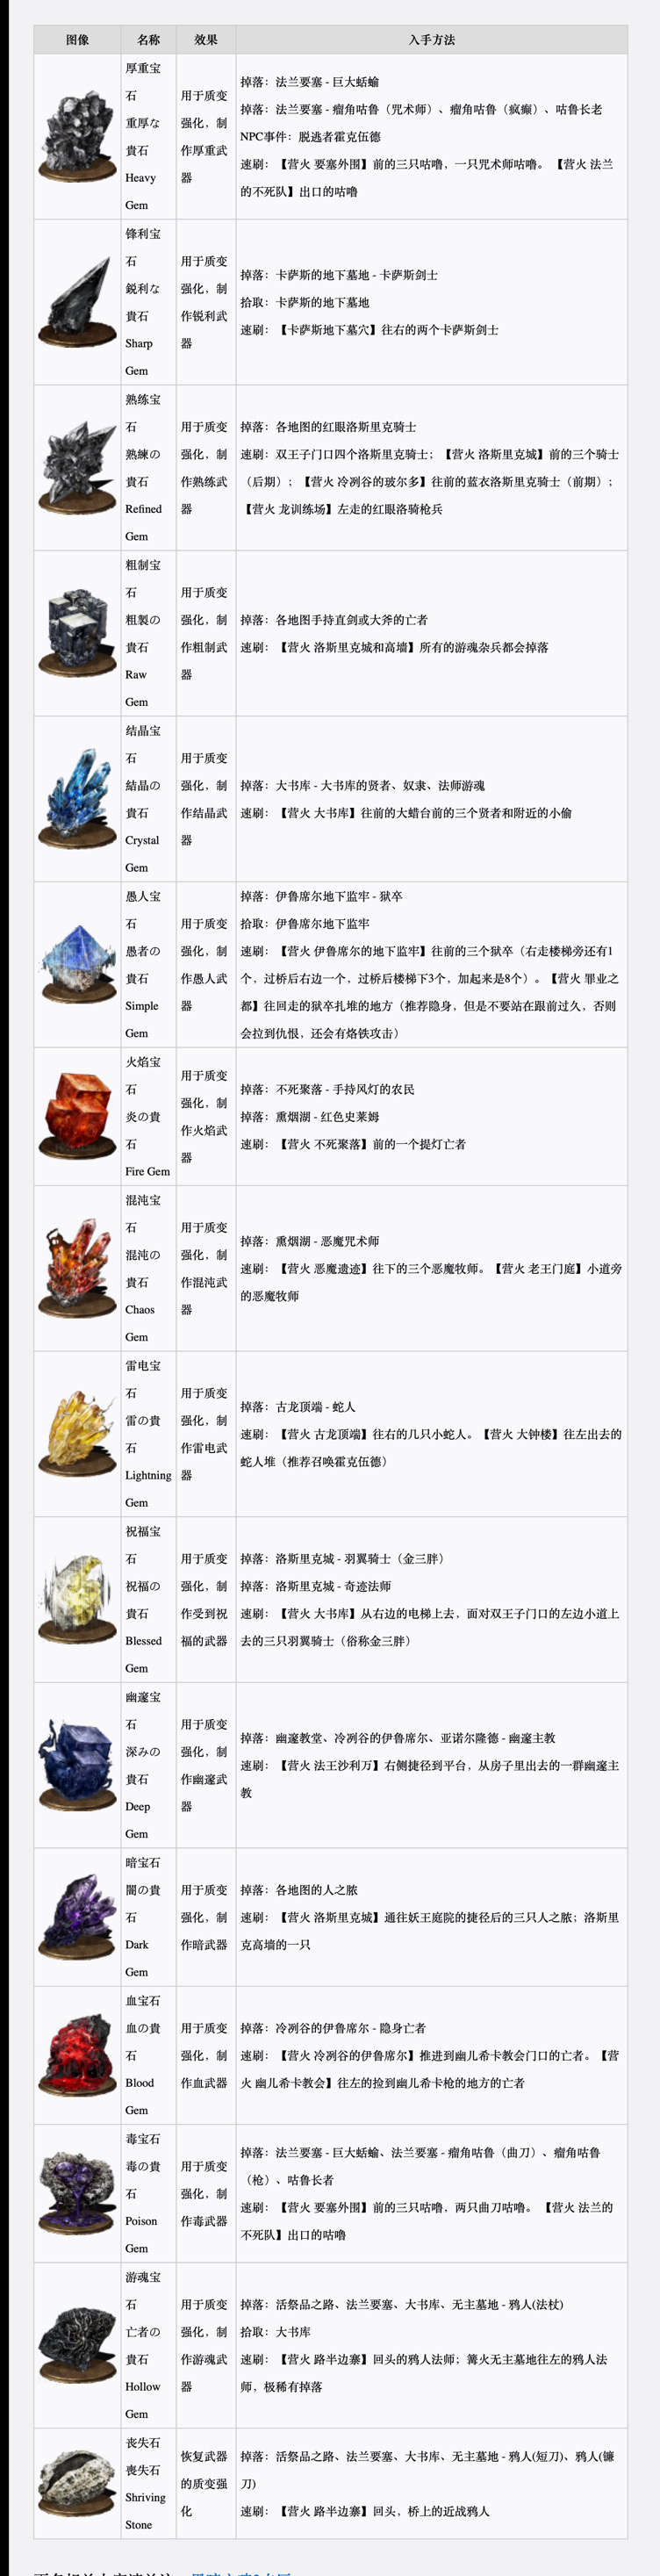 图像 名称 效果 入手方法
厚重宝
石
重厚な
貴石
Heavy
Gem
用于质变
强化，制
作厚重武
器
掉落：法兰要塞 - 巨大蛞蝓
掉落：法兰要塞 - 瘤角咕鲁（咒术师）、瘤角咕鲁（疯癫）、咕鲁长老
NPC事件：脱逃者霍克伍德
速刷：【营火 要塞外围】前的三只咕噜，一只咒术师咕噜。 【营火 法兰
的不死队】出口的咕噜
锋利宝
石
鋭利な
貴石
Sharp
Gem
用于质变
强化，制
作锐利武
器
掉落：卡萨斯的地下墓地 - 卡萨斯剑士
拾取：卡萨斯的地下墓地
速刷：【卡萨斯地下墓穴】往右的两个卡萨斯剑士
熟练宝
石
熟練の
貴石
Refined
Gem
用于质变
强化，制
作熟练武
器
掉落：各地图的红眼洛斯里克骑士
速刷：双王子门口四个洛斯里克骑士；【营火 洛斯里克城】前的三个骑士
（后期）；【营火 冷冽谷的玻尔多】往前的蓝衣洛斯里克骑士（前期）；
【营火 龙训练场】左走的红眼洛骑枪兵
粗制宝
石
粗製の
貴石
Raw
Gem
用于质变
强化，制
作粗制武
器
掉落：各地图手持直剑或大斧的亡者
速刷：【营火 洛斯里克城和高墙】所有的游魂杂兵都会掉落
结晶宝
石
結晶の
貴石
Crystal
Gem
用于质变
强化，制
作结晶武
器
掉落：大书库 - 大书库的贤者、奴隶、法师游魂
速刷：【营火 大书库】往前的大蜡台前的三个贤者和附近的小偷
愚人宝
石
愚者の
貴石
Simple
Gem
用于质变
强化，制
作愚人武
器
掉落：伊鲁席尔地下监牢 - 狱卒
拾取：伊鲁席尔地下监牢
速刷：【营火 伊鲁席尔的地下监牢】往前的三个狱卒（右走楼梯旁还有1
个，过桥后右边一个，过桥后楼梯下3个，加起来是8个）。【营火 罪业之
都】往回走的狱卒扎堆的地方（推荐隐身，但是不要站在跟前过久，否则
会拉到仇恨，还会有烙铁攻击）
火焰宝
石
炎の貴
石
Fire Gem
用于质变
强化，制
作火焰武
器
掉落：不死聚落 - 手持风灯的农民
掉落：熏烟湖 - 红色史莱姆
速刷：【营火 不死聚落】前的一个提灯亡者
混沌宝
石
混沌の
貴石
Chaos
Gem
用于质变
强化，制
作混沌武
器
掉落：熏烟湖 - 恶魔咒术师
速刷：【营火 恶魔遗迹】往下的三个恶魔牧师。【营火 老王门庭】小道旁
的恶魔牧师
雷电宝
石
雷の貴
石
Lightning
Gem
用于质变
强化，制
作雷电武
器
掉落：古龙顶端 - 蛇人
速刷：【营火 古龙顶端】往右的几只小蛇人。【营火 大钟楼】往左出去的
蛇人堆（推荐召唤霍克伍德）
祝福宝
石
祝福の
貴石
Blessed
Gem
用于质变
强化，制
作受到祝
福的武器
掉落：洛斯里克城 - 羽翼骑士（金三胖）
掉落：洛斯里克城 - 奇迹法师
速刷：【营火 大书库】从右边的电梯上去，面对双王子门口的左边小道上
去的三只羽翼骑士（俗称金三胖）
幽邃宝
石
深みの
貴石
Deep
Gem
用于质变
强化，制
作幽邃武
器
掉落：幽邃教堂、冷冽谷的伊鲁席尔、亚诺尔隆德 - 幽邃主教
速刷：【营火 法王沙利万】右侧捷径到平台，从房子里出去的一群幽邃主
教
暗宝石
闇の貴
石
Dark
Gem
用于质变
强化，制
作暗武器
掉落：各地图的人之脓
速刷：【营火 洛斯里克城】通往妖王庭院的捷径后的三只人之脓；洛斯里
克高墙的一只
血宝石
血の貴
石
Blood
Gem
用于质变
强化，制
作血武器
掉落：冷冽谷的伊鲁席尔 - 隐身亡者
速刷：【营火 冷冽谷的伊鲁席尔】推进到幽儿希卡教会门口的亡者。【营
火 幽儿希卡教会】往左的捡到幽儿希卡枪的地方的亡者
毒宝石
毒の貴
石
Poison
Gem
用于质变
强化，制
作毒武器
掉落：法兰要塞 - 巨大蛞蝓、法兰要塞 - 瘤角咕鲁（曲刀）、瘤角咕鲁
（枪）、咕鲁长者
速刷：【营火 要塞外围】前的三只咕噜，两只曲刀咕噜。 【营火 法兰的
不死队】出口的咕噜
游魂宝
石
亡者の
貴石
Hollow
Gem
用于质变
强化，制
作游魂武
器
掉落：活祭品之路、法兰要塞、大书库、无主墓地 - 鸦人(法杖)
拾取：大书库
速刷：【营火 路半边寨】回头的鸦人法师；篝火无主墓地往左的鸦人法
师，极稀有掉落
丧失石
喪失石
Shriving
Stone
恢复武器
的质变强
化
掉落：活祭品之路、法兰要塞、大书库、无主墓地 - 鸦人(短刀)、鸦人(镰
刀)
速刷：【营火 路半边寨】回头，桥上的近战鸦人